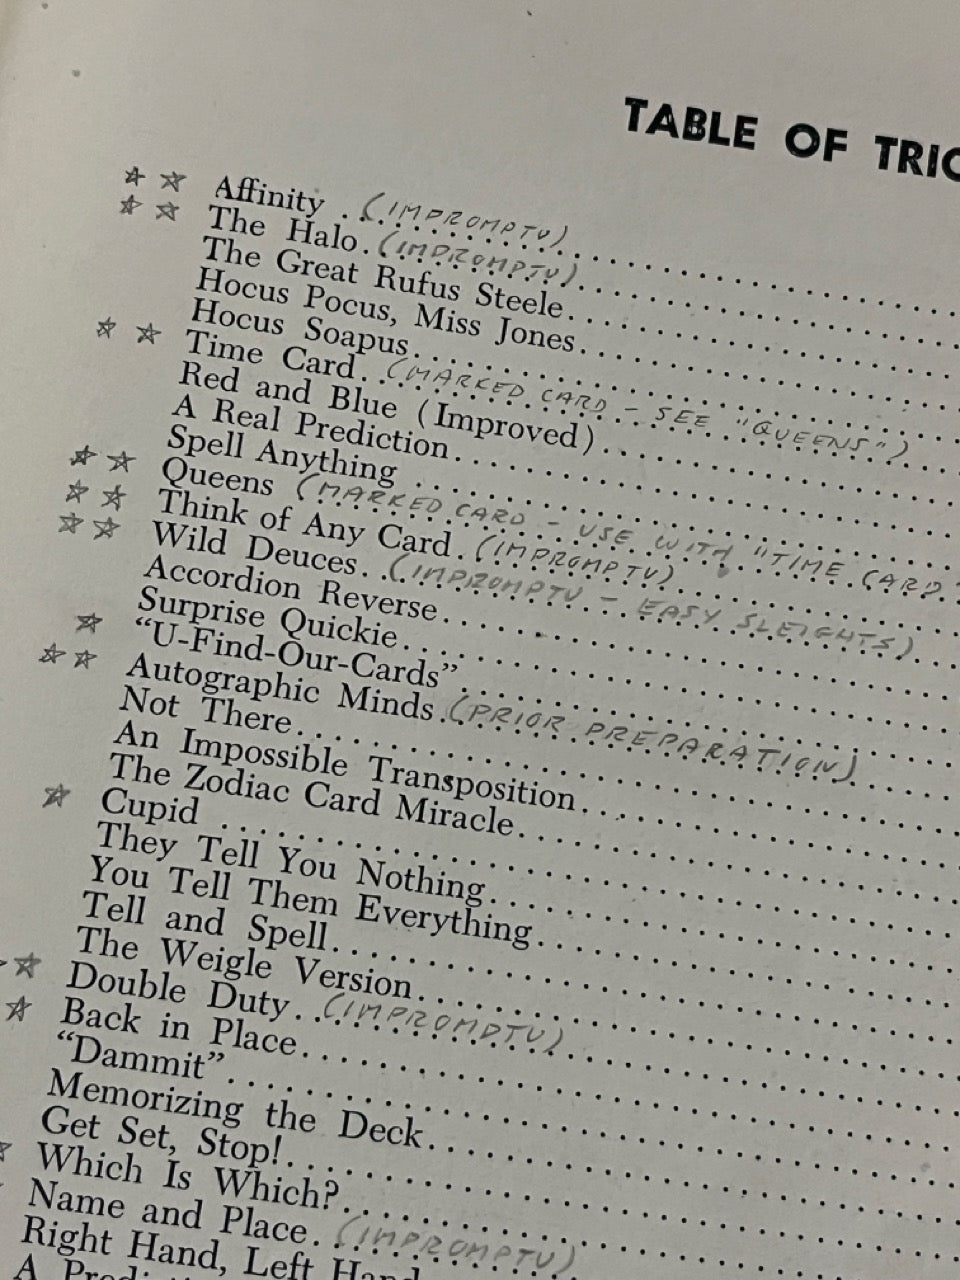 TABLE OF
☆ ☆ Affinity . (IMPROMPTU)
☆ ☆ The Halo. (IMPROMPTU)
The Great Rufus Steele
Hocus Pocus, Miss Jones
Hocus Soapus
☆ ☆ Time Card. (MARKED CARD - SEE "QUEENS")
Red and Blue (Improved)
A Real Prediction
Spell Anything
☆ ☆ Queens (MARKED CARD - USE WITH "TIME CARD"
☆ ☆ Think of Any Card. (IMPROMPTU)
☆ ☆ Wild Deuces. (IMPROMPTU - EASY SLEIGHTS)
Accordion Reverse
Surprise Quickie
☆ "U-Find-Our-Cards"
☆ ☆ Autographic Minds (PRIOR PREPARATION)
Not There
An Impossible Transposition
The Zodiac Card Miracle
☆ Cupid
They Tell You Nothing
You Tell Them Everything
Tell and Spell
The Weigle Version
☆ Double Duty (IMPROMPTU)
☆ Back in Place
"Dammit"
Memorizing the Deck
Get Set, Stop!
Which Is Which?
Name and Place. (IMPROMPTU)
Right Hand, Left Hand
A